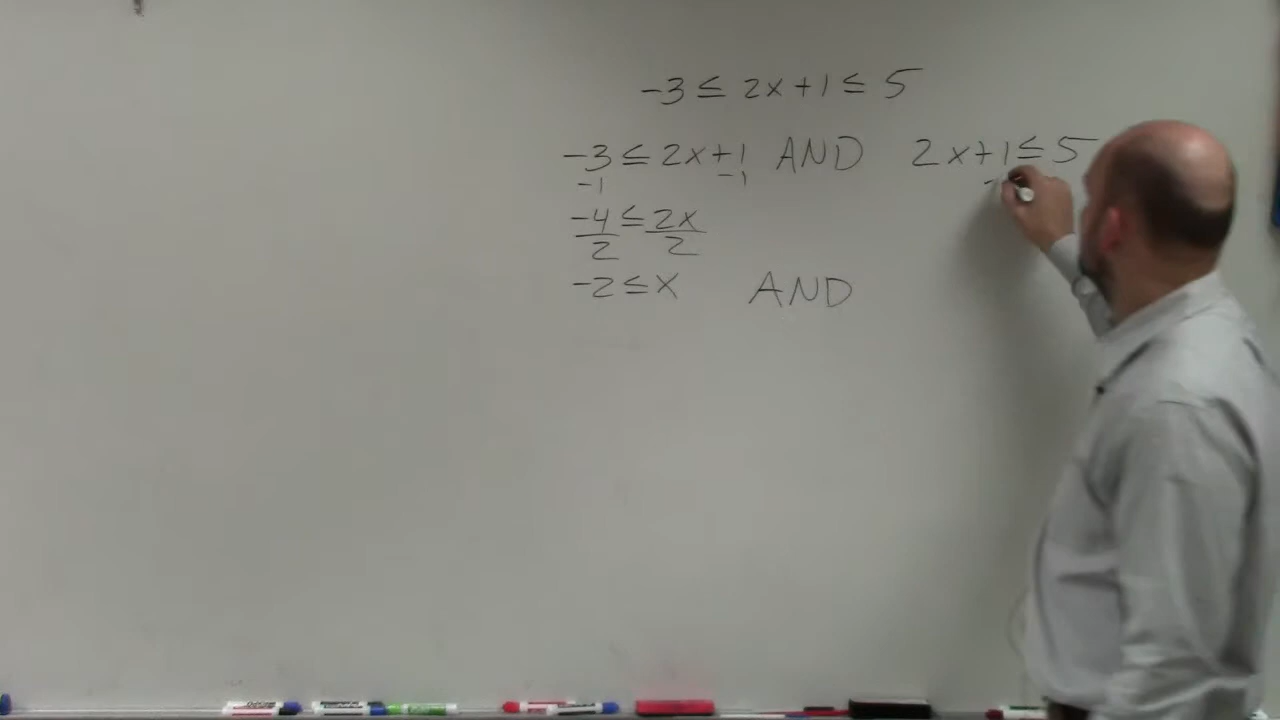 -3 ≤ 2x+1 ≤ 5
-3 ≤ 2x+1 AND 2x+1 ≤ 5
-1 -1 -
-4 ≤ 2x
2 2
-2 ≤ x AND